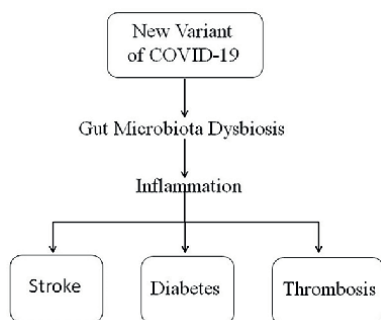 New Variant
of COVID-19
Gut Microbiota Dysbiosis
Inflammation
Stroke
Diabetes
Thrombosis